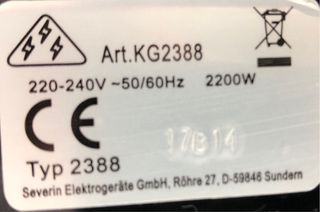 Art.KG2388
220-240V ~50/60Hz 2200W
CE
17B14
Typ 2388
Severin Elektrogeräte GmbH, Röhre 27, D-59846 Sundern